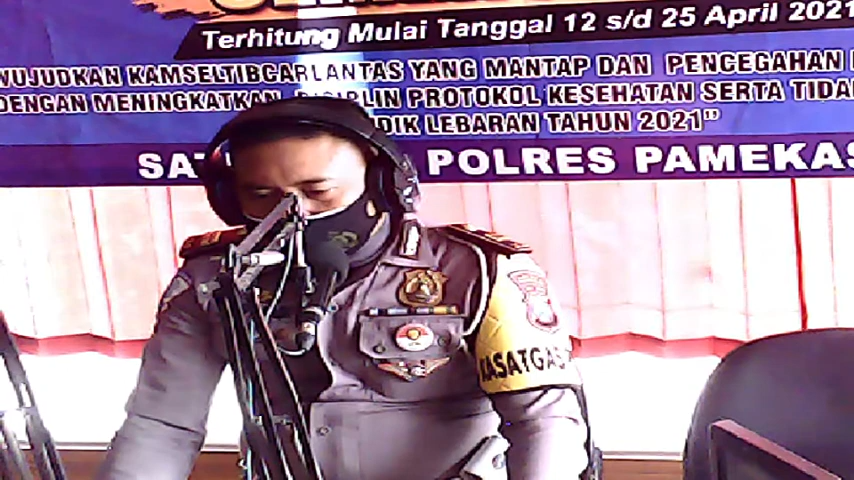 Terhitung Mulai Tanggal 12 s/d 25 April 2021
WUJUDKAN KAMSELTIBCARLANTAS YANG MANTAP DAN PENCEGAHAN
DENGAN MENINGKATKAN DISIPLIN PROTOKOL KESEHATAN SERTA
DIK LEBARAN TAHUN 2021"
POLRES PAMEKAS
KASATGAS